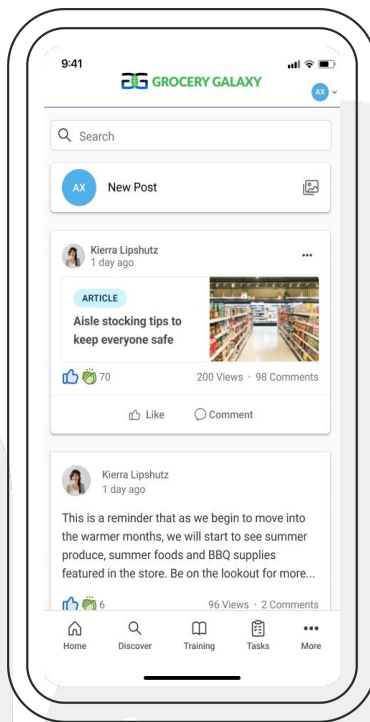 9:41
GG GROCERY GALAXY
AX
Search
AX New Post
Kierra Lipshutz
1 day ago
ARTICLE
Aisle stocking tips to
keep everyone safe
70 200 Views · 98 Comments
Like Comment
Kierra Lipshutz
1 day ago
This is a reminder that as we begin to move into
the warmer months, we will start to see summer
produce, summer foods and BBQ supplies
featured in the store. Be on the lookout for more...
6 96 Views · 2 Comments
Home Discover Training Tasks More